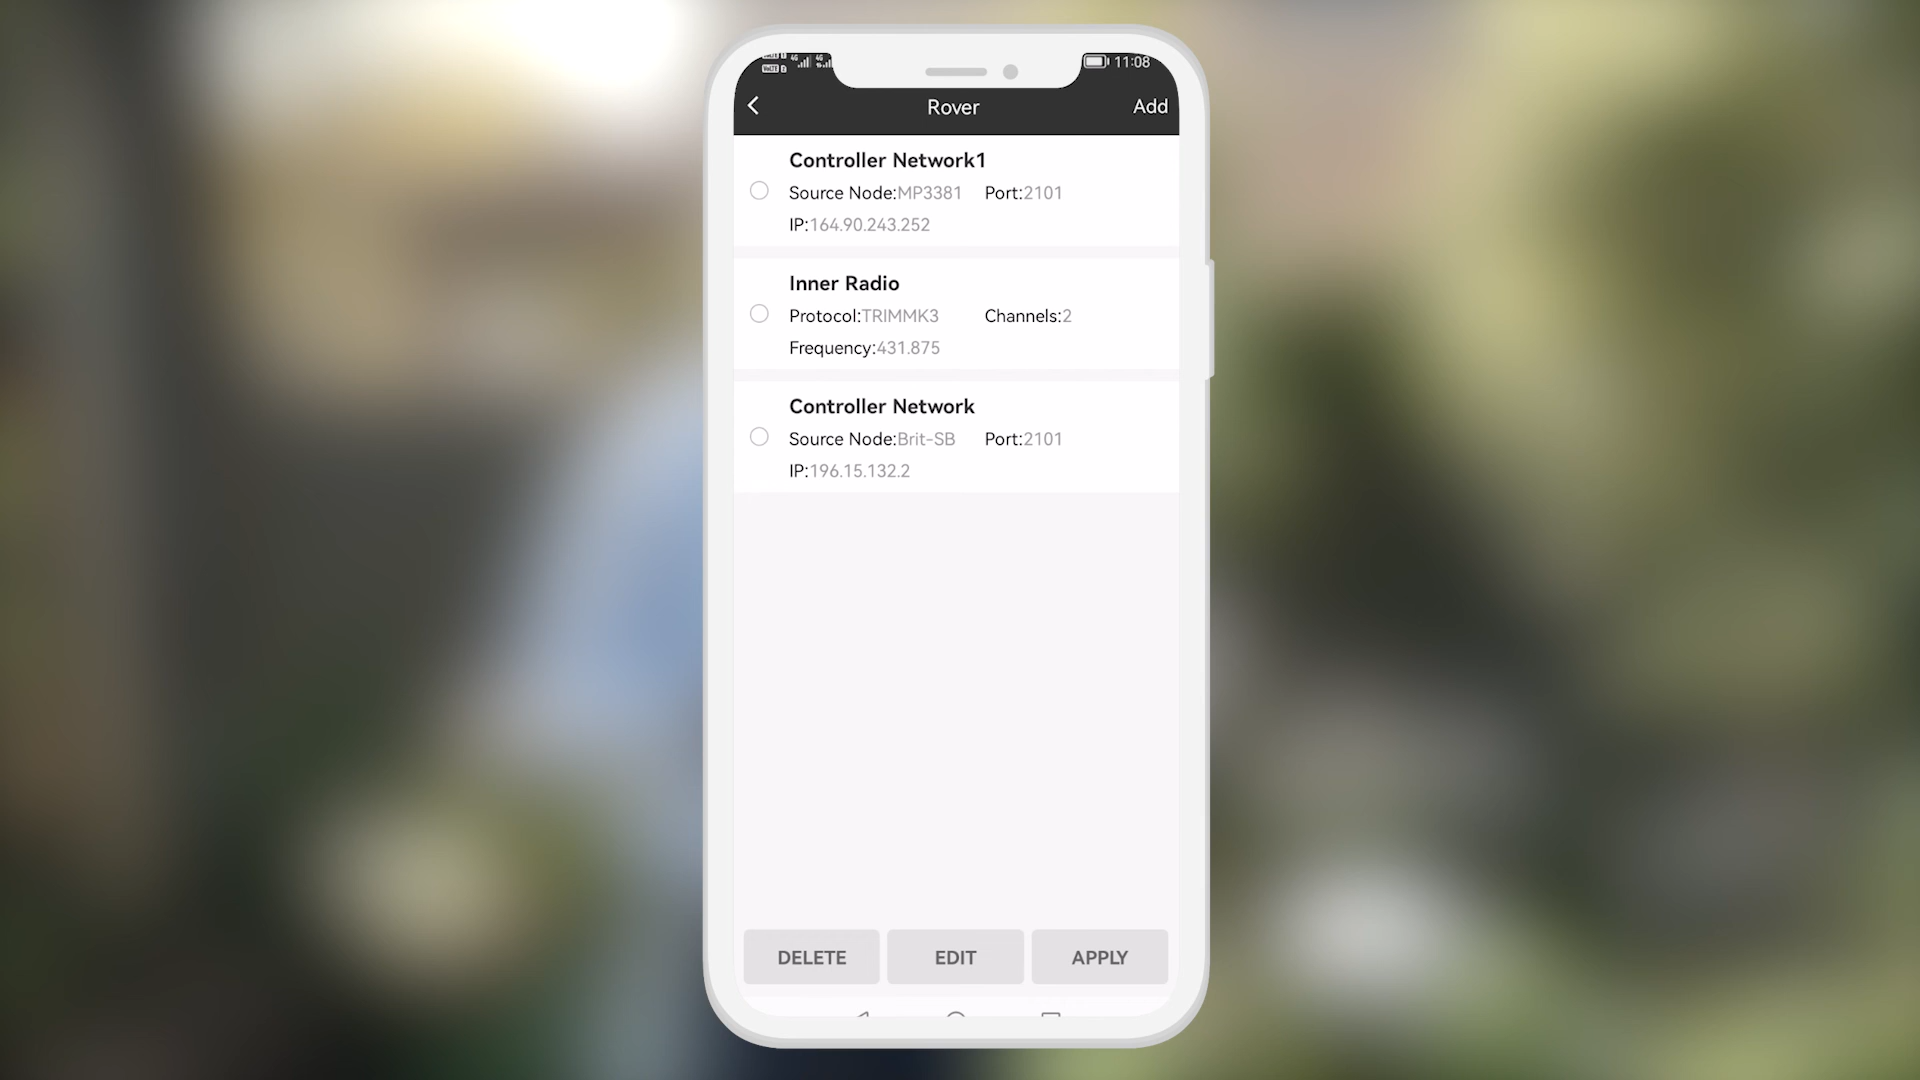 11:08
Rover
Add
Controller Network1
Source Node:MP3381 Port:2101
IP:164.90.243.252
Inner Radio
Protocol:TRIMMK3 Channels:2
Frequency:431.875
Controller Network
Source Node:Brit-SB Port:2101
IP:196.15.132.2
DELETE EDIT APPLY